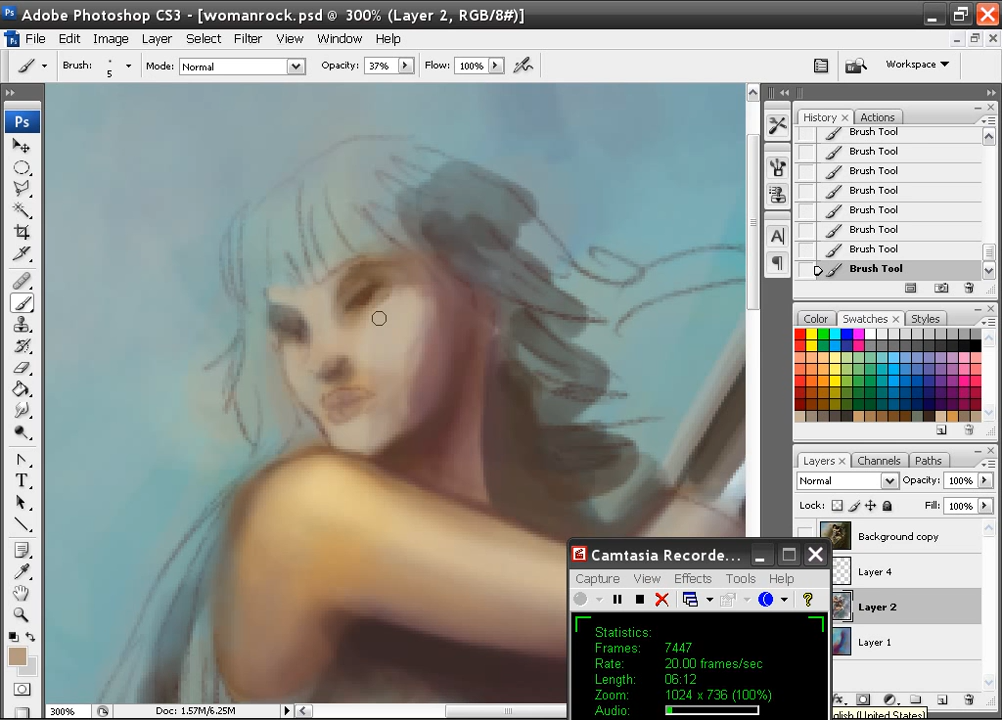 Adobe Photoshop CS3 - [womanrock.psd @ 300% (Layer 2, RGB/8#)]
File Edit Image Layer Select Filter View Window Help
Brush: 5 Mode: Normal Opacity: 37% Flow: 100% Workspace
Ps
History Actions
Brush Tool
Brush Tool
Brush Tool
Brush Tool
Brush Tool
Brush Tool
Brush Tool
Brush Tool
Color Swatches Styles
Layers Channels Paths
Normal Opacity: 100%
Lock: Fill: 100%
Background copy
Layer 4
Layer 2
Layer 1
Camtasia Recorde...
Capture View Effects Tools Help
Statistics:
Frames: 7447
Rate: 20.00 frames/sec
Length: 06:12
Zoom: 1024 x 736 (100%)
Audio:
300% Doc: 1.57M/6.25M
glish (United States)